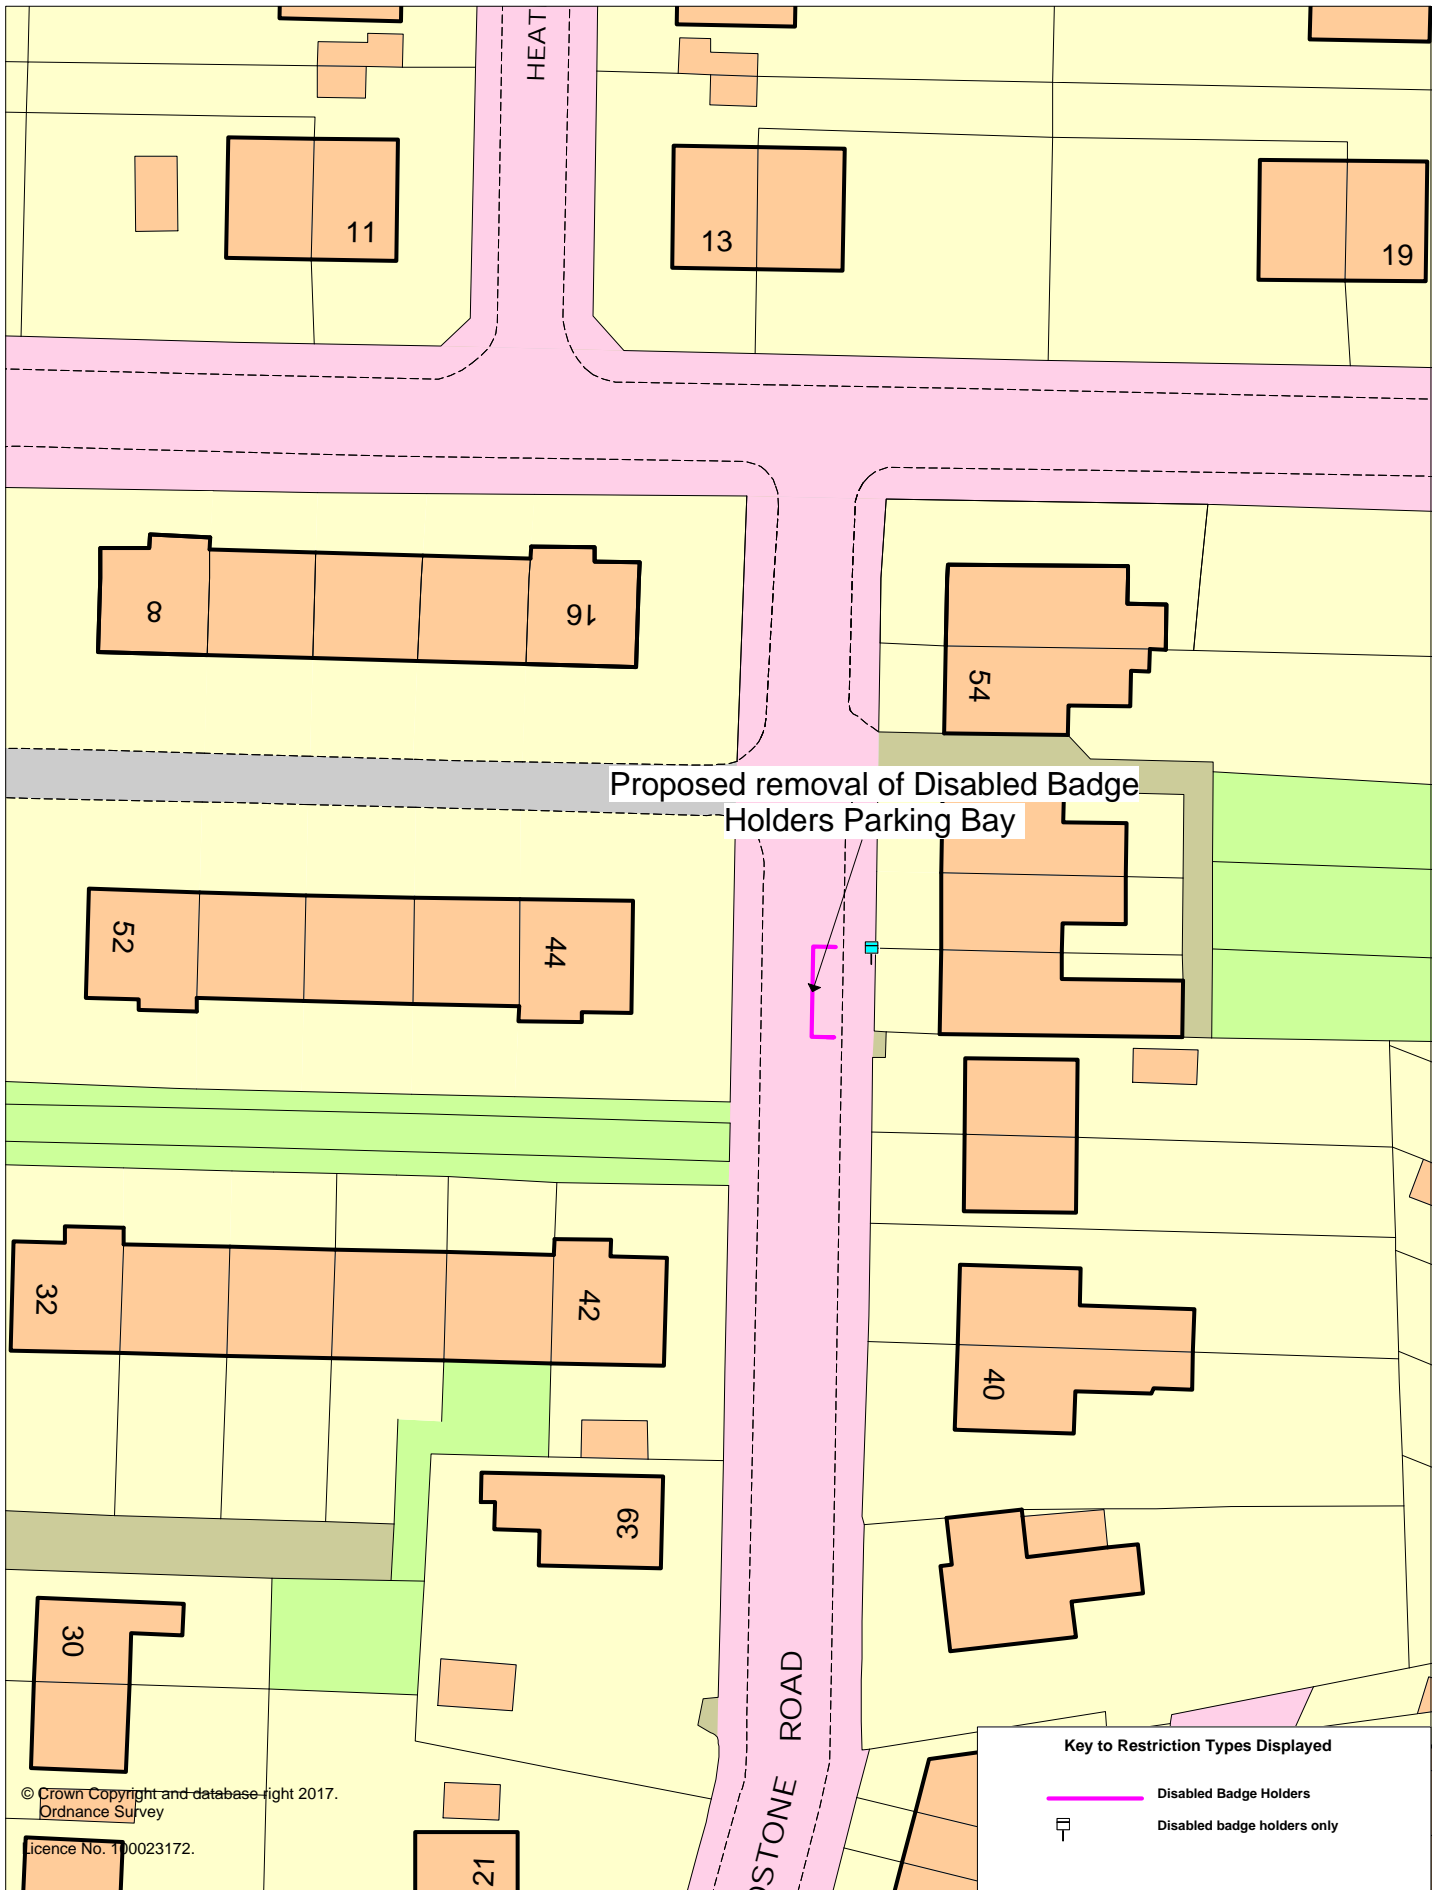 HEAT
11
13
19
8
16
54
Proposed removal of Disabled Badge
Holders Parking Bay
52
44
32
42
40
39
30
ROAD
OSTONE
21
Key to Restriction Types Displayed
Disabled Badge Holders
Disabled badge holders only
© Crown Copyright and database right 2017.
Ordnance Survey
Licence No. 100023172.